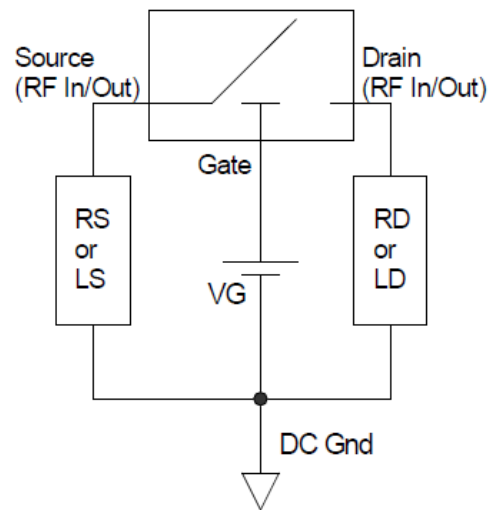 Source
(RF In/Out)
Drain
(RF In/Out)
Gate
RS
or
LS
RD
or
LD
VG
DC Gnd